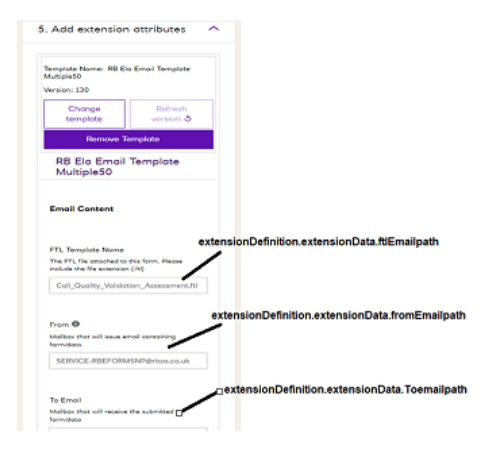 5. Add extension attributes
Template Name: RB Ela Email Template
Multiple50
Version: 130
Change
template
Refresh
version
Remove Template
RB Ela Email Template
Multiple50
Email Content
extensionDefinition.extensionData.ftlEmailpath
FTL Template Name
The FTL file attached to this form. Please
include the file extension (.ftl)
Call_Quality_Validation_Assessment.ftl
extensionDefinition.extensionData.fromEmailpath
From
Mailbox that will issue email containing
formdata.
SERVICE-RBEFORMSNP@rbos.co.uk
extensionDefinition.extensionData.Toemailpath
To Email
Mailbox that will receive the submitted
formdata